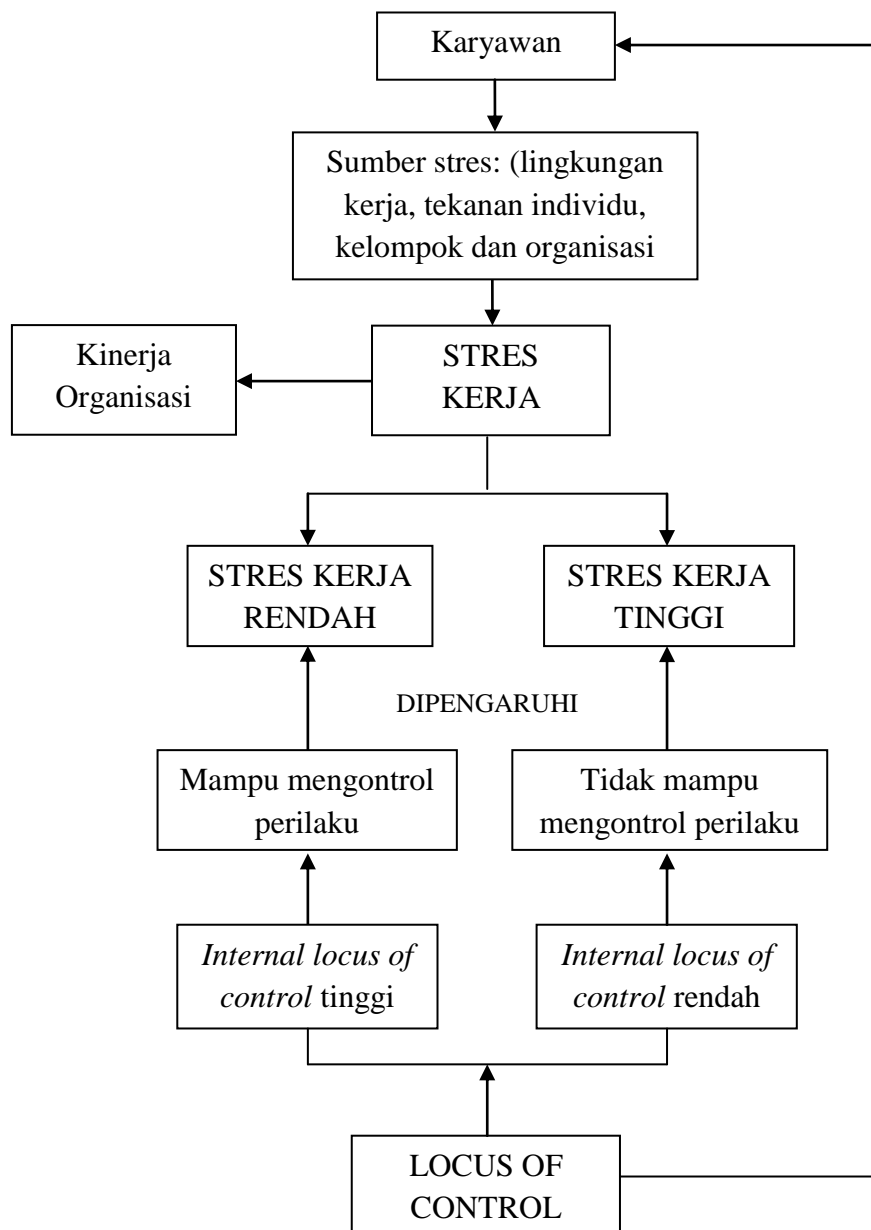 Karyawan
Sumber stres: (lingkungan
kerja, tekanan individu,
kelompok dan organisasi
Kinerja
Organisasi
STRES
KERJA
STRES KERJA
RENDAH
STRES KERJA
TINGGI
DIPENGARUHI
Mampu mengontrol
perilaku
Tidak mampu
mengontrol perilaku
Internal locus of
control tinggi
Internal locus of
control rendah
LOCUS OF
CONTROL